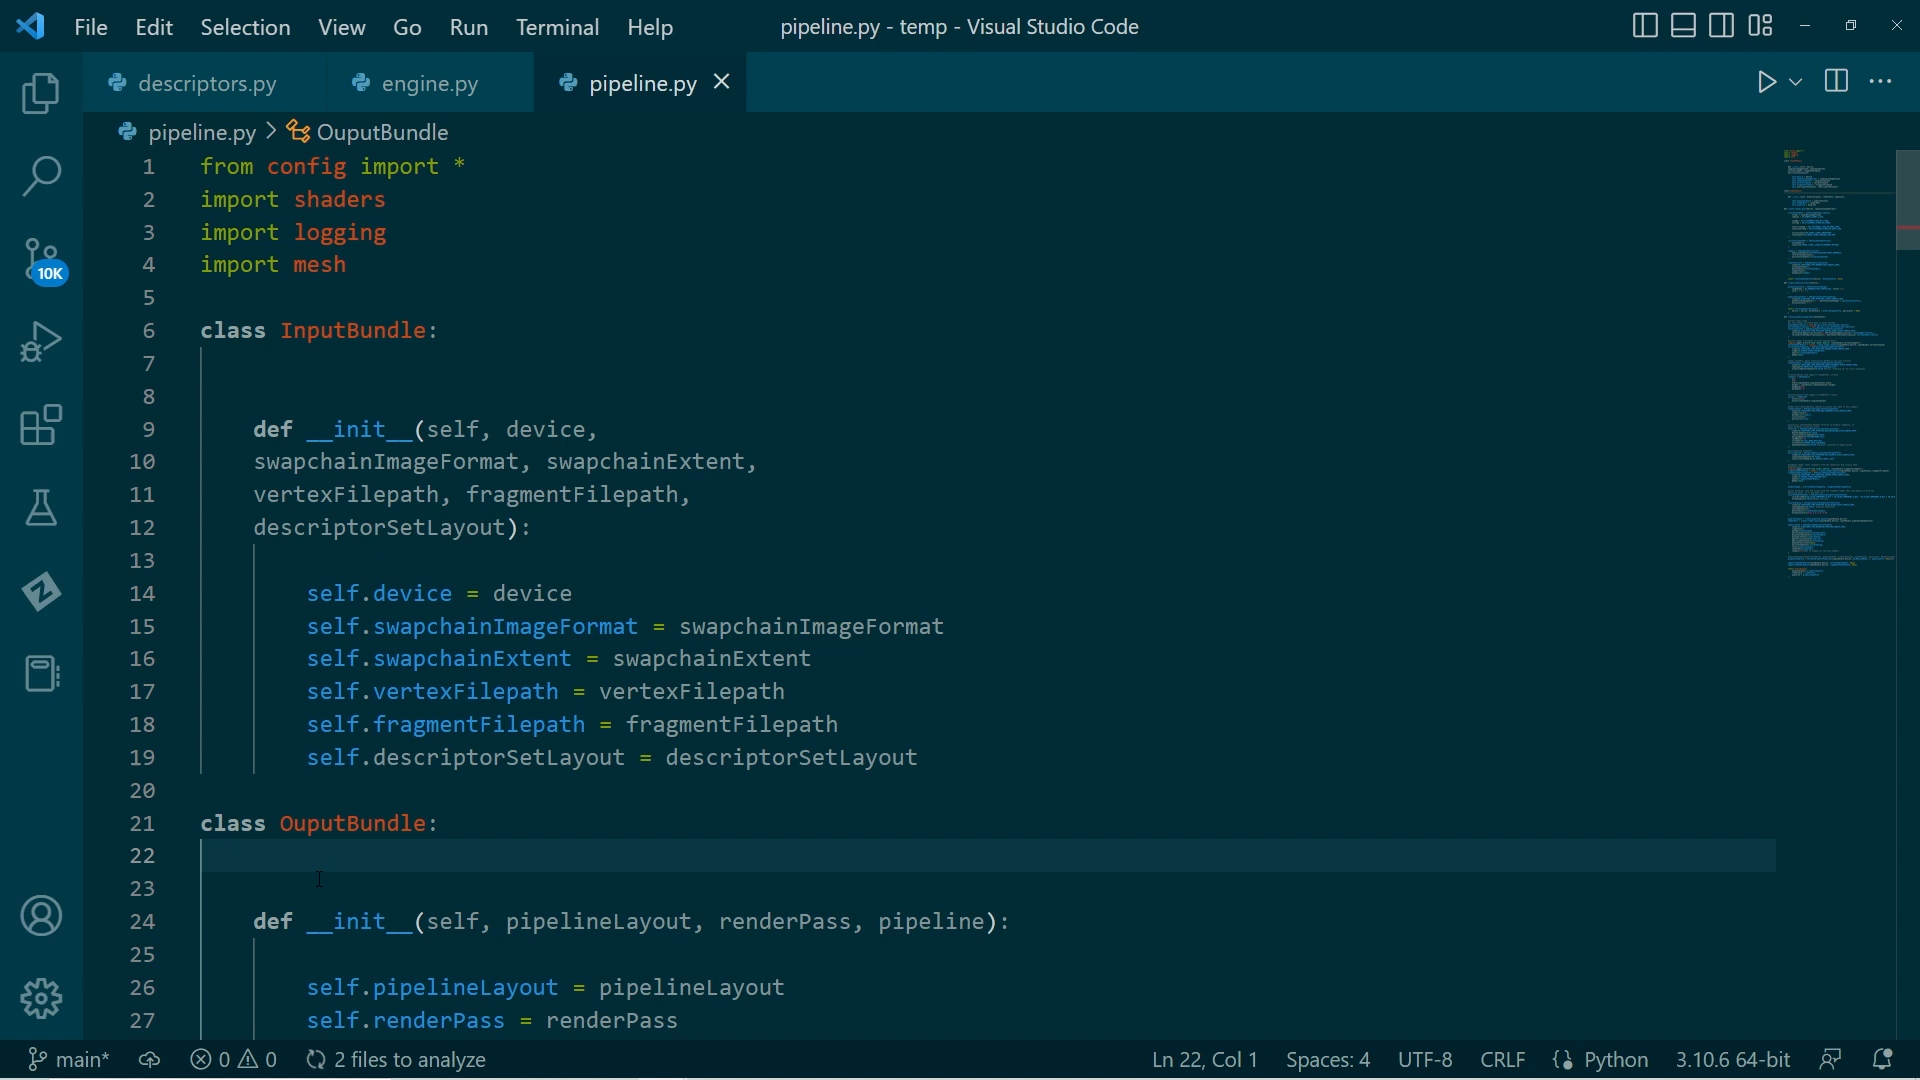 File Edit Selection View Go Run Terminal Help pipeline.py - temp - Visual Studio Code
descriptors.py engine.py pipeline.py
pipeline.py > OuputBundle
1 from config import *
2 import shaders
3 import logging
4 import mesh
5
6 class InputBundle:
7
8
9 def __init__(self, device,
10 swapchainImageFormat, swapchainExtent,
11 vertexFilepath, fragmentFilepath,
12 descriptorSetLayout):
13
14 self.device = device
15 self.swapchainImageFormat = swapchainImageFormat
16 self.swapchainExtent = swapchainExtent
17 self.vertexFilepath = vertexFilepath
18 self.fragmentFilepath = fragmentFilepath
19 self.descriptorSetLayout = descriptorSetLayout
20
21 class OuputBundle:
22
23
24 def __init__(self, pipelineLayout, renderPass, pipeline):
25
26 self.pipelineLayout = pipelineLayout
27 self.renderPass = renderPass
10K
main* 0 0 2 files to analyze Ln 22, Col 1 Spaces: 4 UTF-8 CRLF Python 3.10.6 64-bit